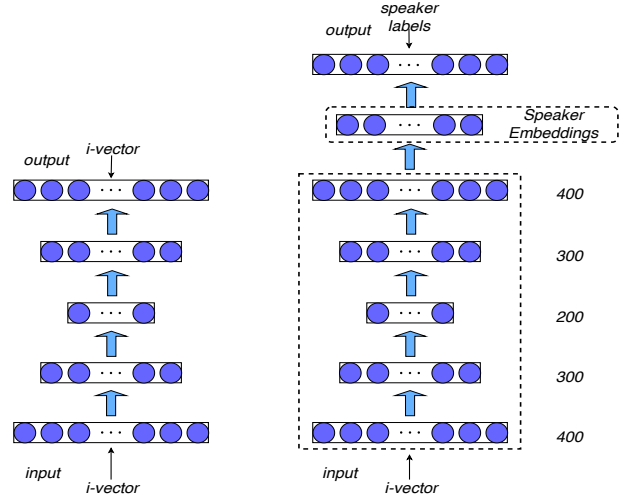 output
i-vector
...
...
...
...
...
input
i-vector
speaker
labels
output
...
...
Speaker
Embeddings
...
400
...
300
...
200
...
300
...
400
input
i-vector